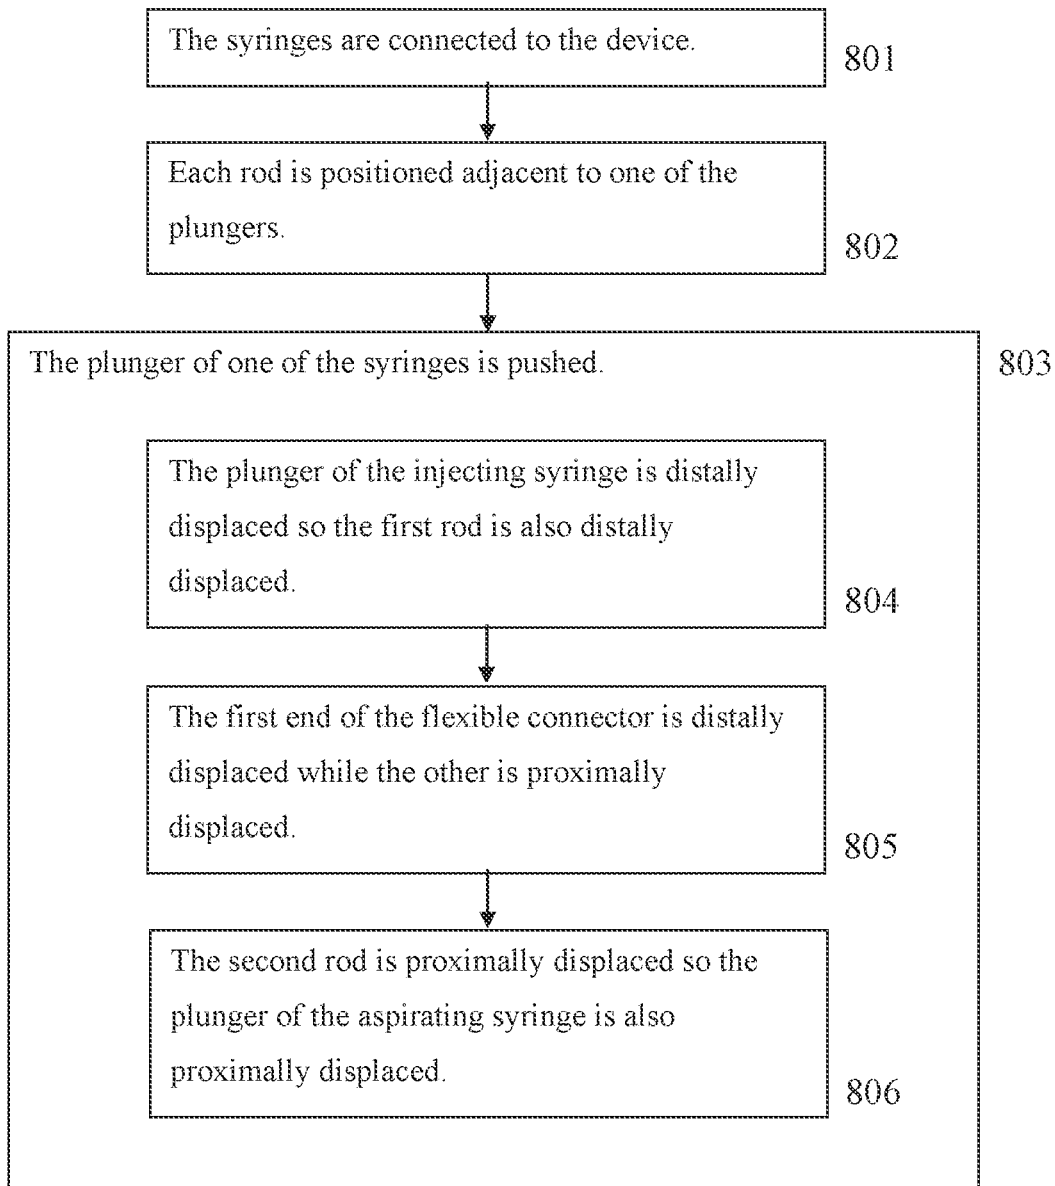 The syringes are connected to the device.
801
Each rod is positioned adjacent to one of the
plungers.
802
The plunger of one of the syringes is pushed.
803
The plunger of the injecting syringe is distally
displaced so the first rod is also distally
displaced.
804
The first end of the flexible connector is distally
displaced while the other is proximally
displaced.
805
The second rod is proximally displaced so the
plunger of the aspirating syringe is also
proximally displaced.
806